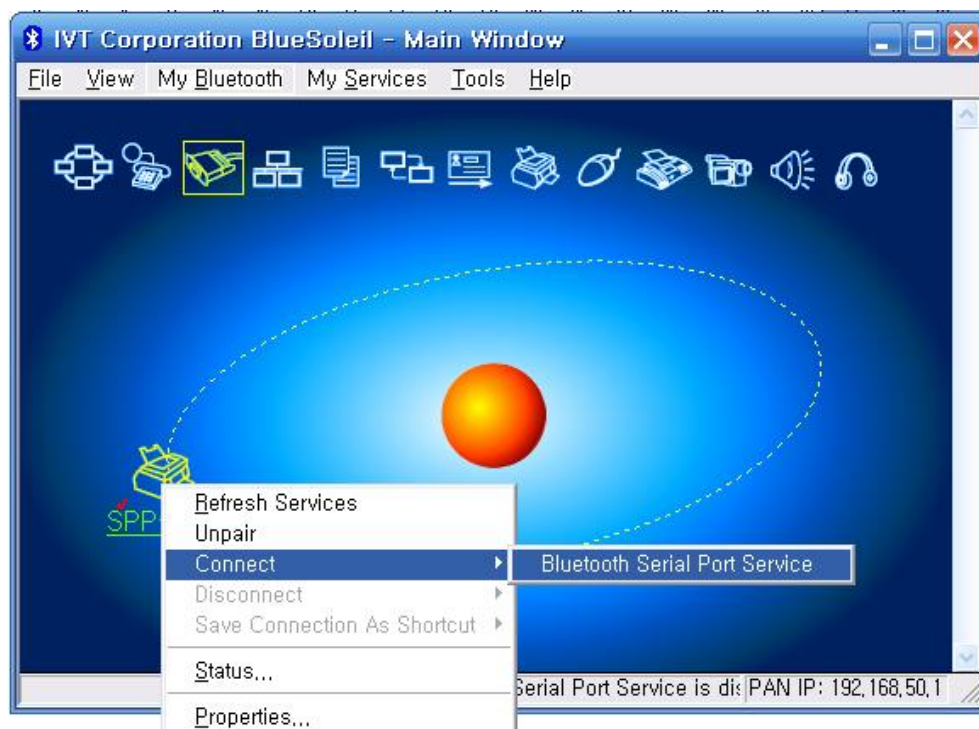 IVT Corporation BlueSoleil - Main Window
File View My Bluetooth My Services Tools Help
SPP
Refresh Services
Unpair
Connect
Bluetooth Serial Port Service
Disconnect
Save Connection As Shortcut
Status...
Serial Port Service is
PAN IP: 192,168,50,1
Properties...